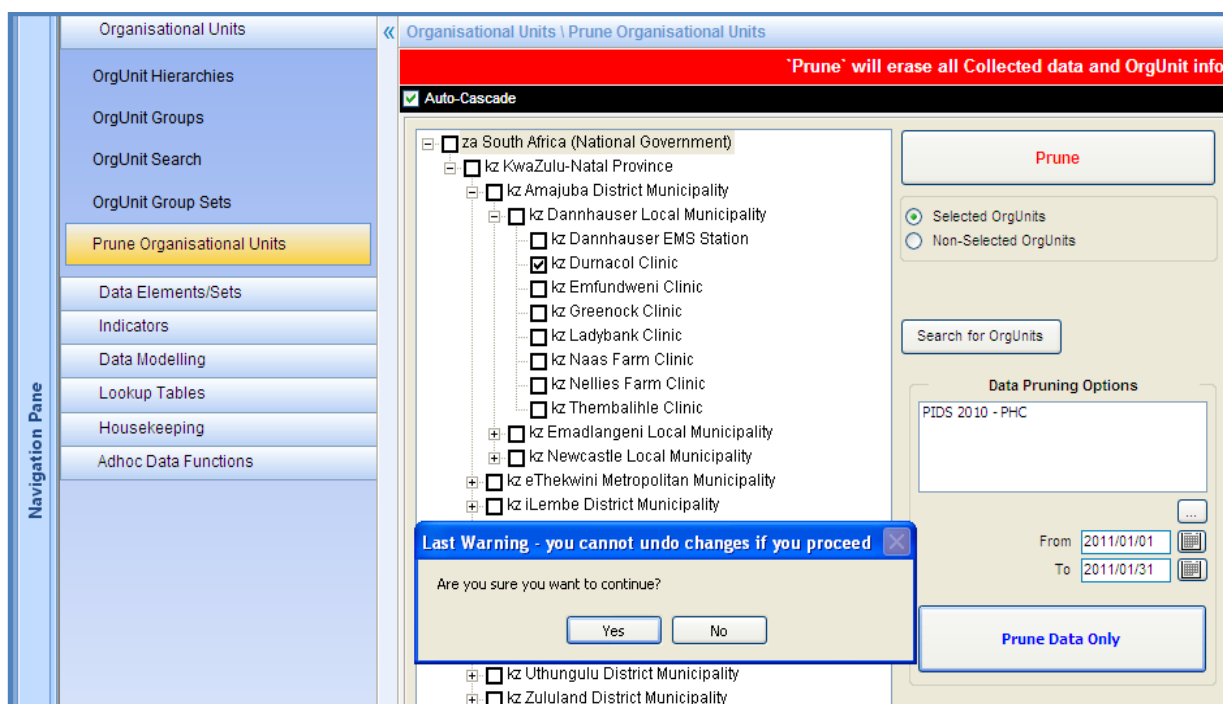 Organisational Units
OrgUnit Hierarchies
OrgUnit Groups
OrgUnit Search
OrgUnit Group Sets
Prune Organisational Units
Data Elements/Sets
Indicators
Data Modelling
Lookup Tables
Housekeeping
Adhoc Data Functions
Navigation Pane
«
Organisational Units \ Prune Organisational Units
`Prune` will erase all Collected data and OrgUnit info
Auto-Cascade
za South Africa (National Government)
kz KwaZulu-Natal Province
kz Amajuba District Municipality
kz Dannhauser Local Municipality
kz Dannhauser EMS Station
kz Durnacol Clinic
kz Emfundweni Clinic
kz Greenock Clinic
kz Ladybank Clinic
kz Naas Farm Clinic
kz Nellies Farm Clinic
kz Thembalihle Clinic
kz Emadlangeni Local Municipality
kz Newcastle Local Municipality
kz eThekwini Metropolitan Municipality
kz iLembe District Municipality
kz Uthungulu District Municipality
kz Zululand District Municipality
Prune
Selected OrgUnits
Non-Selected OrgUnits
Search for OrgUnits
Data Pruning Options
PIDS 2010 - PHC
...
From 2011/01/01
To 2011/01/31
Prune Data Only
Last Warning - you cannot undo changes if you proceed
Are you sure you want to continue?
Yes No